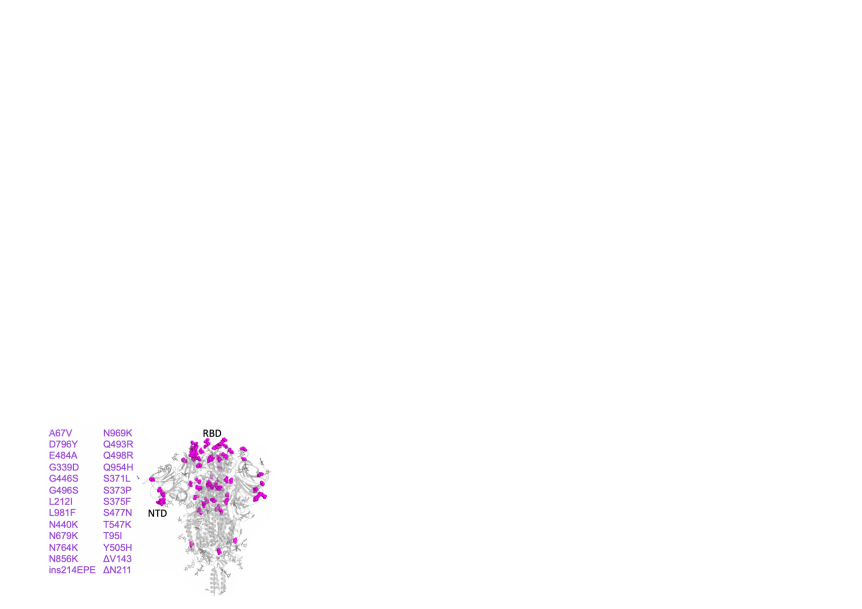 A67V
D796Y
E484A
G339D
G446S
G496S
L212I
L981F
N440K
N679K
N764K
N856K
ins214EPE
N969K
Q493R
Q498R
Q954H
S371L
S373P
S375F
S477N
T547K
T95I
Y505H
ΔV143
ΔN211
RBD
NTD